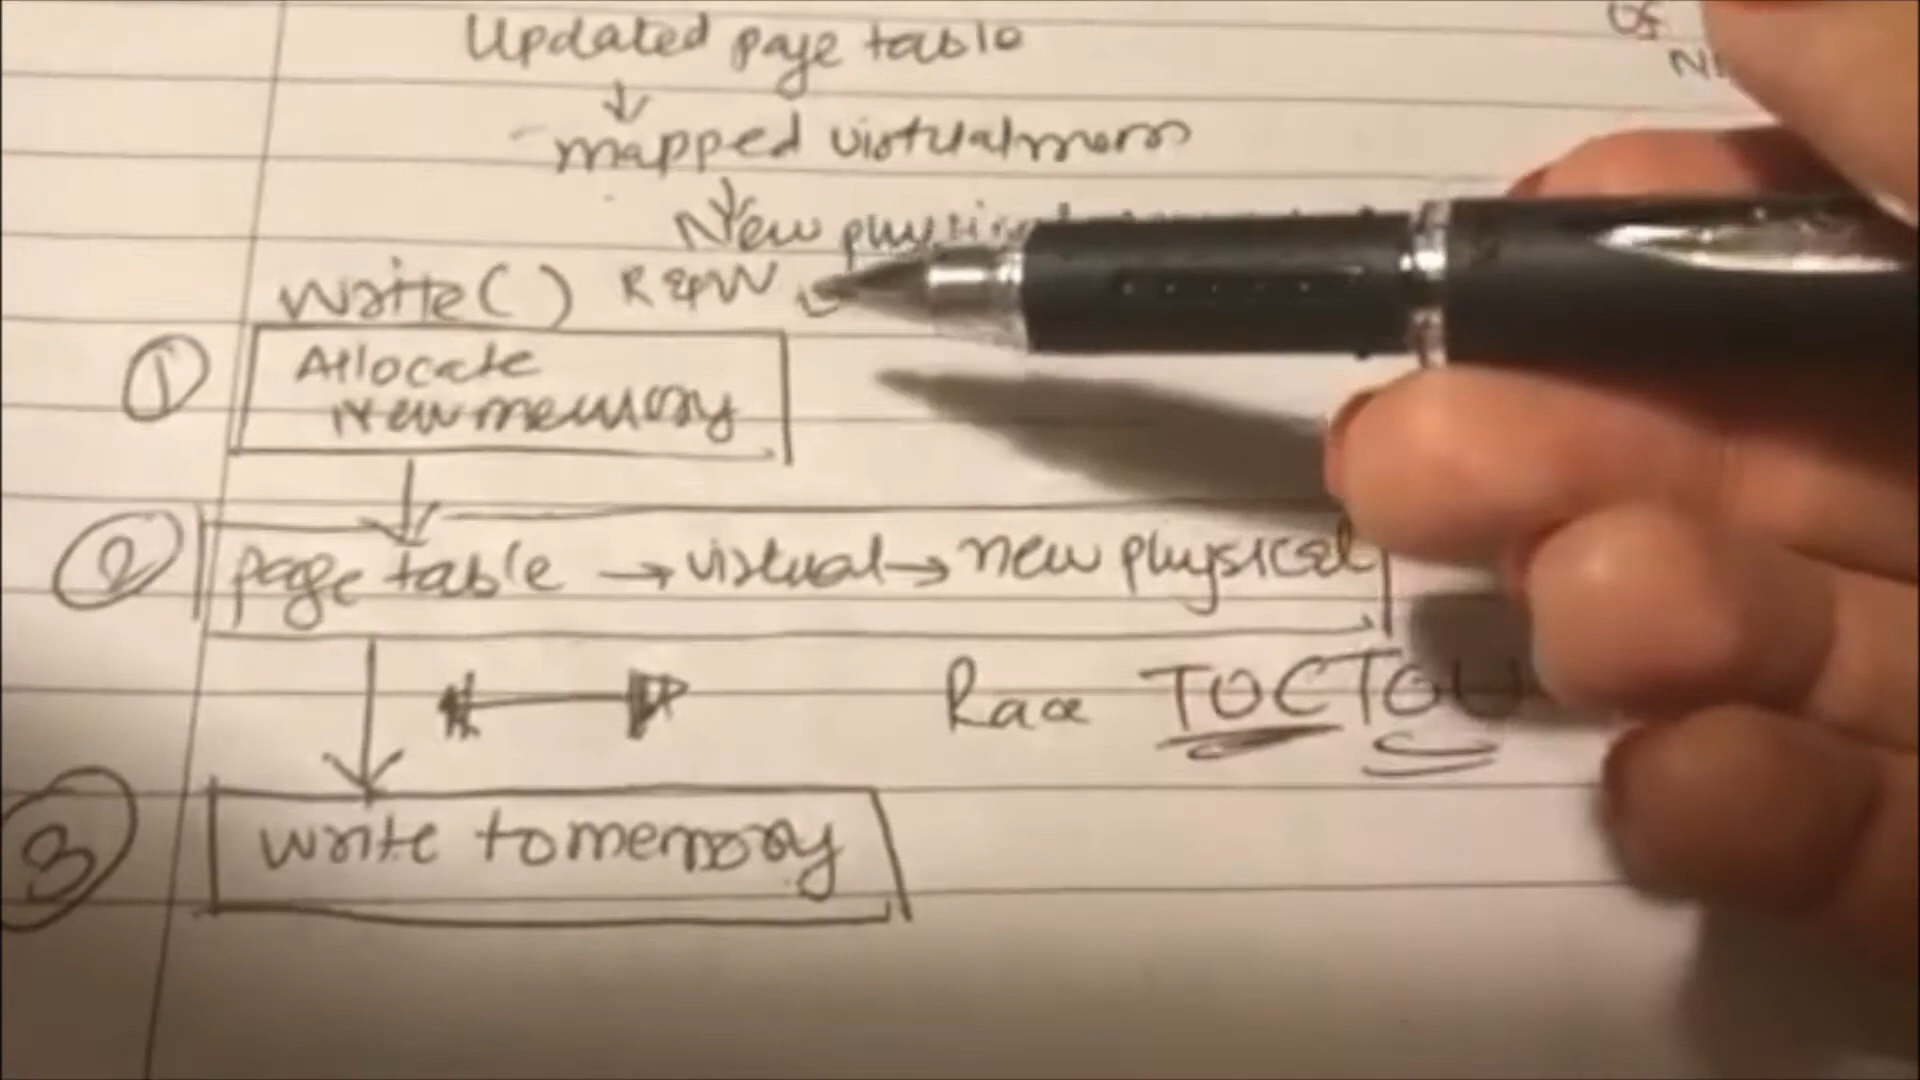 Updated page table
↓
mapped virtual mem
New
write() R&W
① Allocate
New memory
② page table → virtual → new physical
Race TOCTOU
③ write to memory